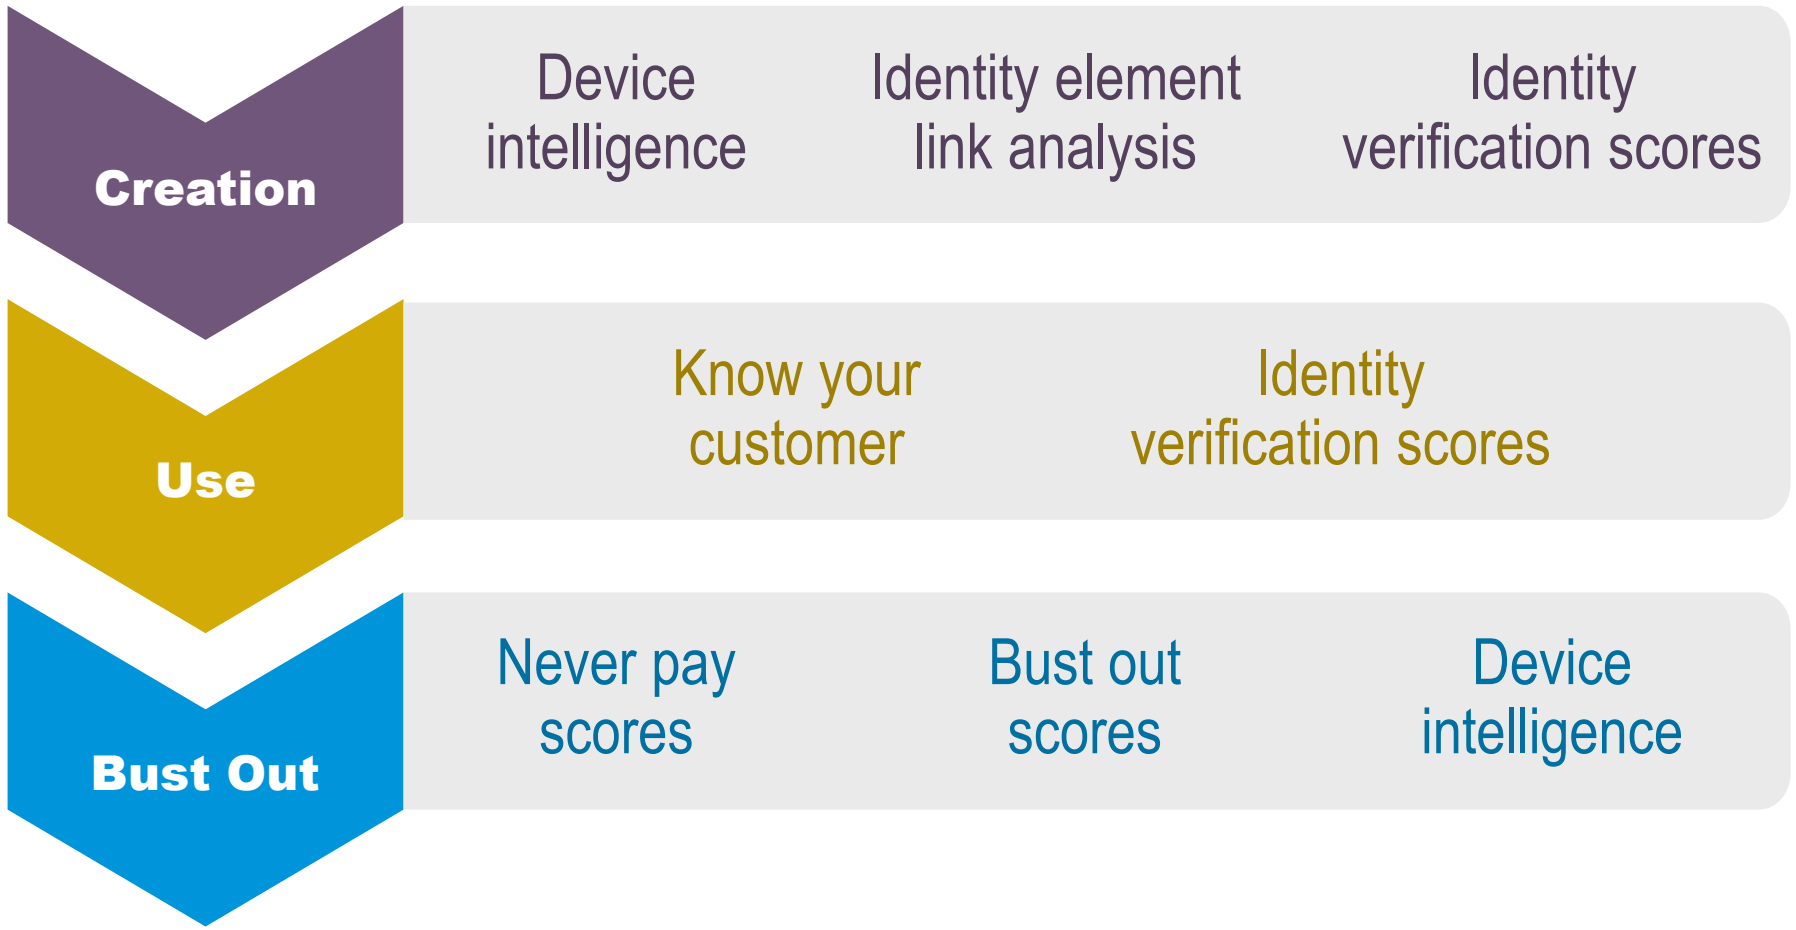 Creation
Device
intelligence
Identity element
link analysis
Identity
verification scores
Use
Know your
customer
Identity
verification scores
Bust Out
Never pay
scores
Bust out
scores
Device
intelligence